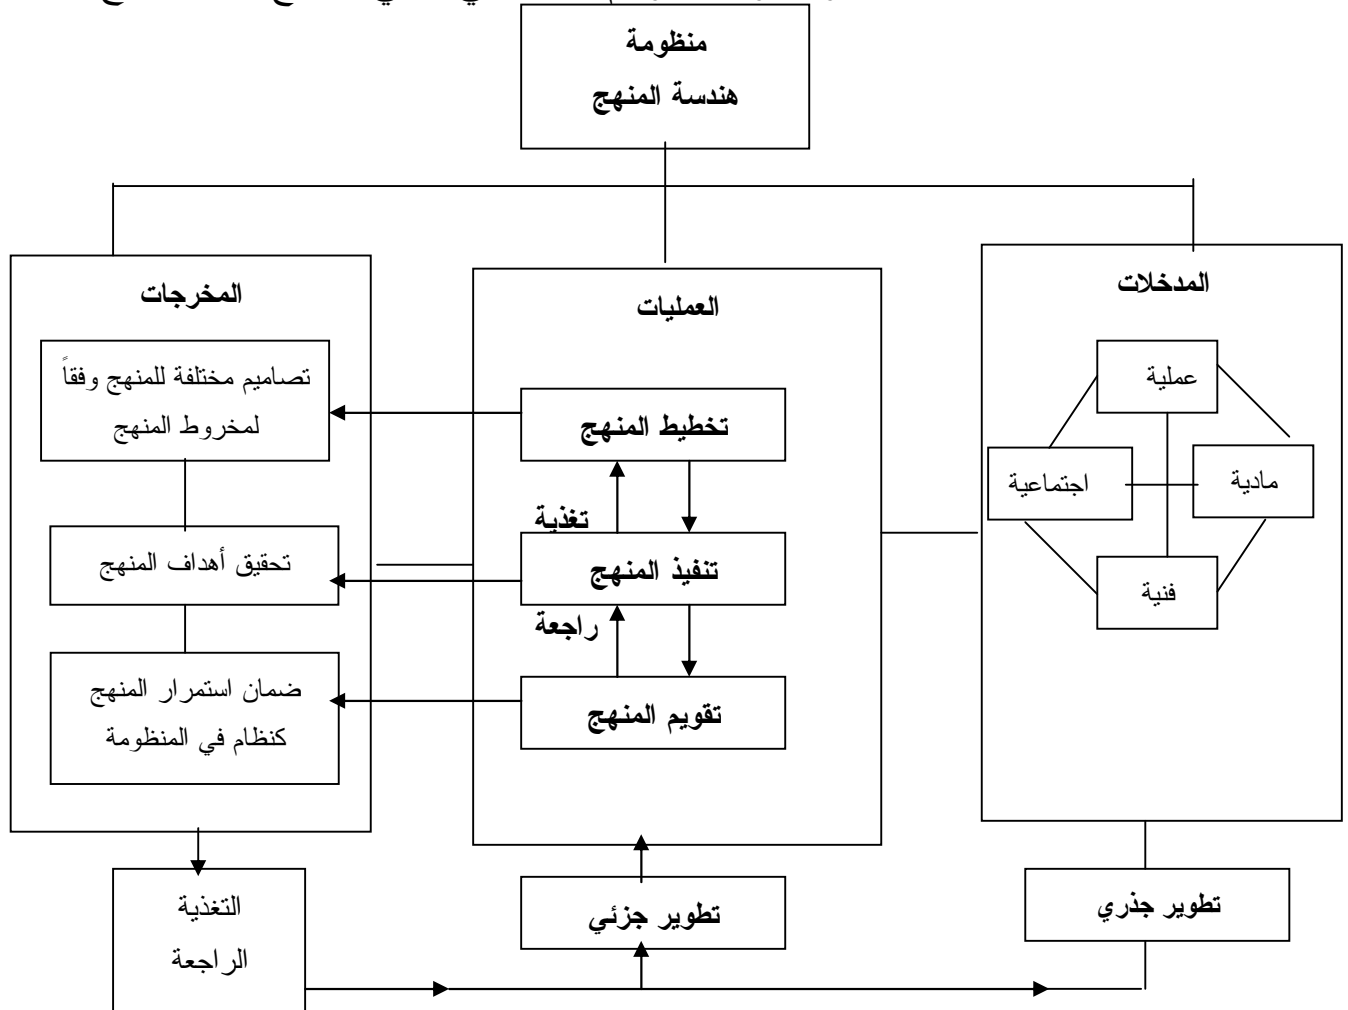 منظومة
هندسة المنهج
المدخلات
عملية
مادية
اجتماعية
فنية
العمليات
تخطيط المنهج
تغذية
تنفيذ المنهج
راجعة
تقويم المنهج
المخرجات
تصاميم مختلفة للمنهج وفقاً
لمخروط المنهج
تحقيق أهداف المنهج
ضمان استمرار المنهج
كنظام في المنظومة
تطوير جذري
تطوير جزئي
التغذية
الراجعة